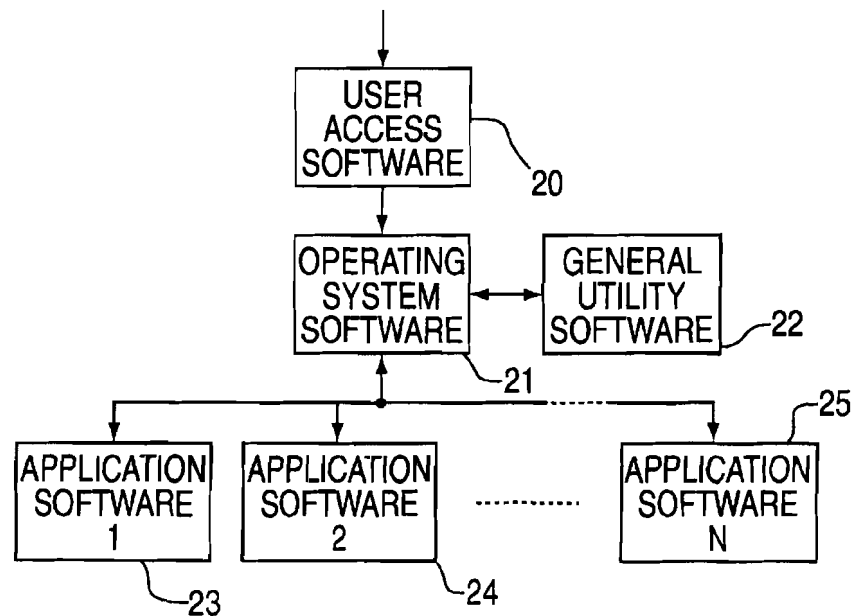 USER
ACCESS
SOFTWARE
20
OPERATING
SYSTEM
SOFTWARE
21
GENERAL
UTILITY
SOFTWARE
22
APPLICATION
SOFTWARE
1
23
APPLICATION
SOFTWARE
2
24
APPLICATION
SOFTWARE
N
25